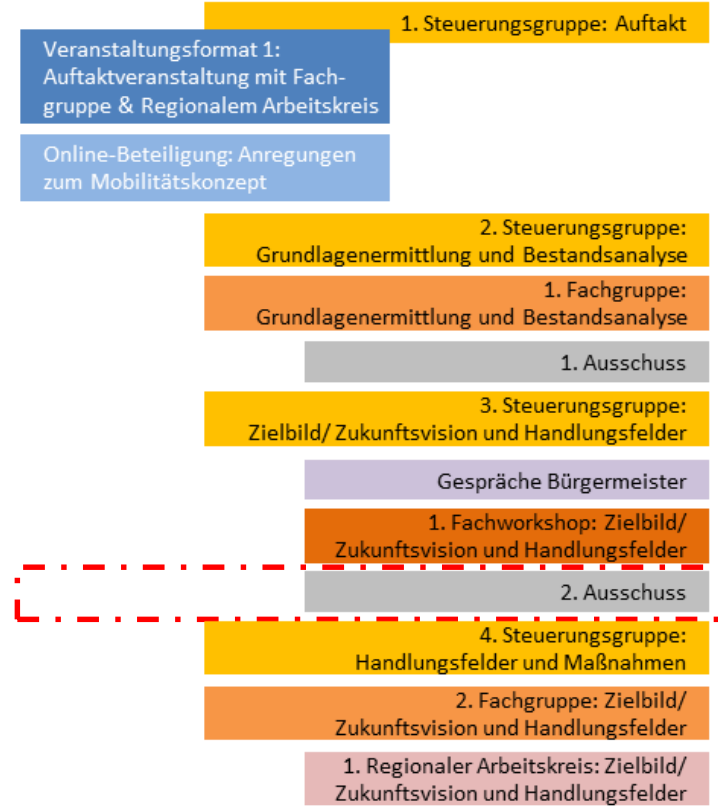 1. Steuerungsgruppe: Auftakt
Veranstaltungsformat 1:
Auftaktveranstaltung mit Fach-
gruppe & Regionalem Arbeitskreis
Online-Beteiligung: Anregungen
zum Mobilitätskonzept
2. Steuerungsgruppe:
Grundlagenermittlung und Bestandsanalyse
1. Fachgruppe:
Grundlagenermittlung und Bestandsanalyse
1. Ausschuss
3. Steuerungsgruppe:
Zielbild/ Zukunftsvision und Handlungsfelder
Gespräche Bürgermeister
1. Fachworkshop: Zielbild/
Zukunftsvision und Handlungsfelder
2. Ausschuss
4. Steuerungsgruppe:
Handlungsfelder und Maßnahmen
2. Fachgruppe: Zielbild/
Zukunftsvision und Handlungsfelder
1. Regionaler Arbeitskreis: Zielbild/
Zukunftsvision und Handlungsfelder